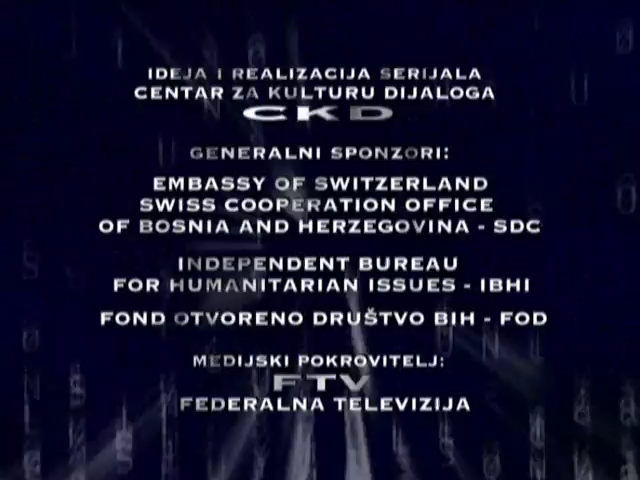 IDEJA I REALIZACIJA SERIJALA
CENTAR ZA KULTURU DIJALOGA
CKD
GENERALNI SPONZORI:
EMBASSY OF SWITZERLAND
SWISS COOPERATION OFFICE
OF BOSNIA AND HERZEGOVINA - SDC
INDEPENDENT BUREAU
FOR HUMANITARIAN ISSUES - IBHI
FOND OTVORENO DRUŠTVO BIH - FOD
MEDIJSKI POKROVITELJ:
FTV
FEDERALNA TELEVIZIJA